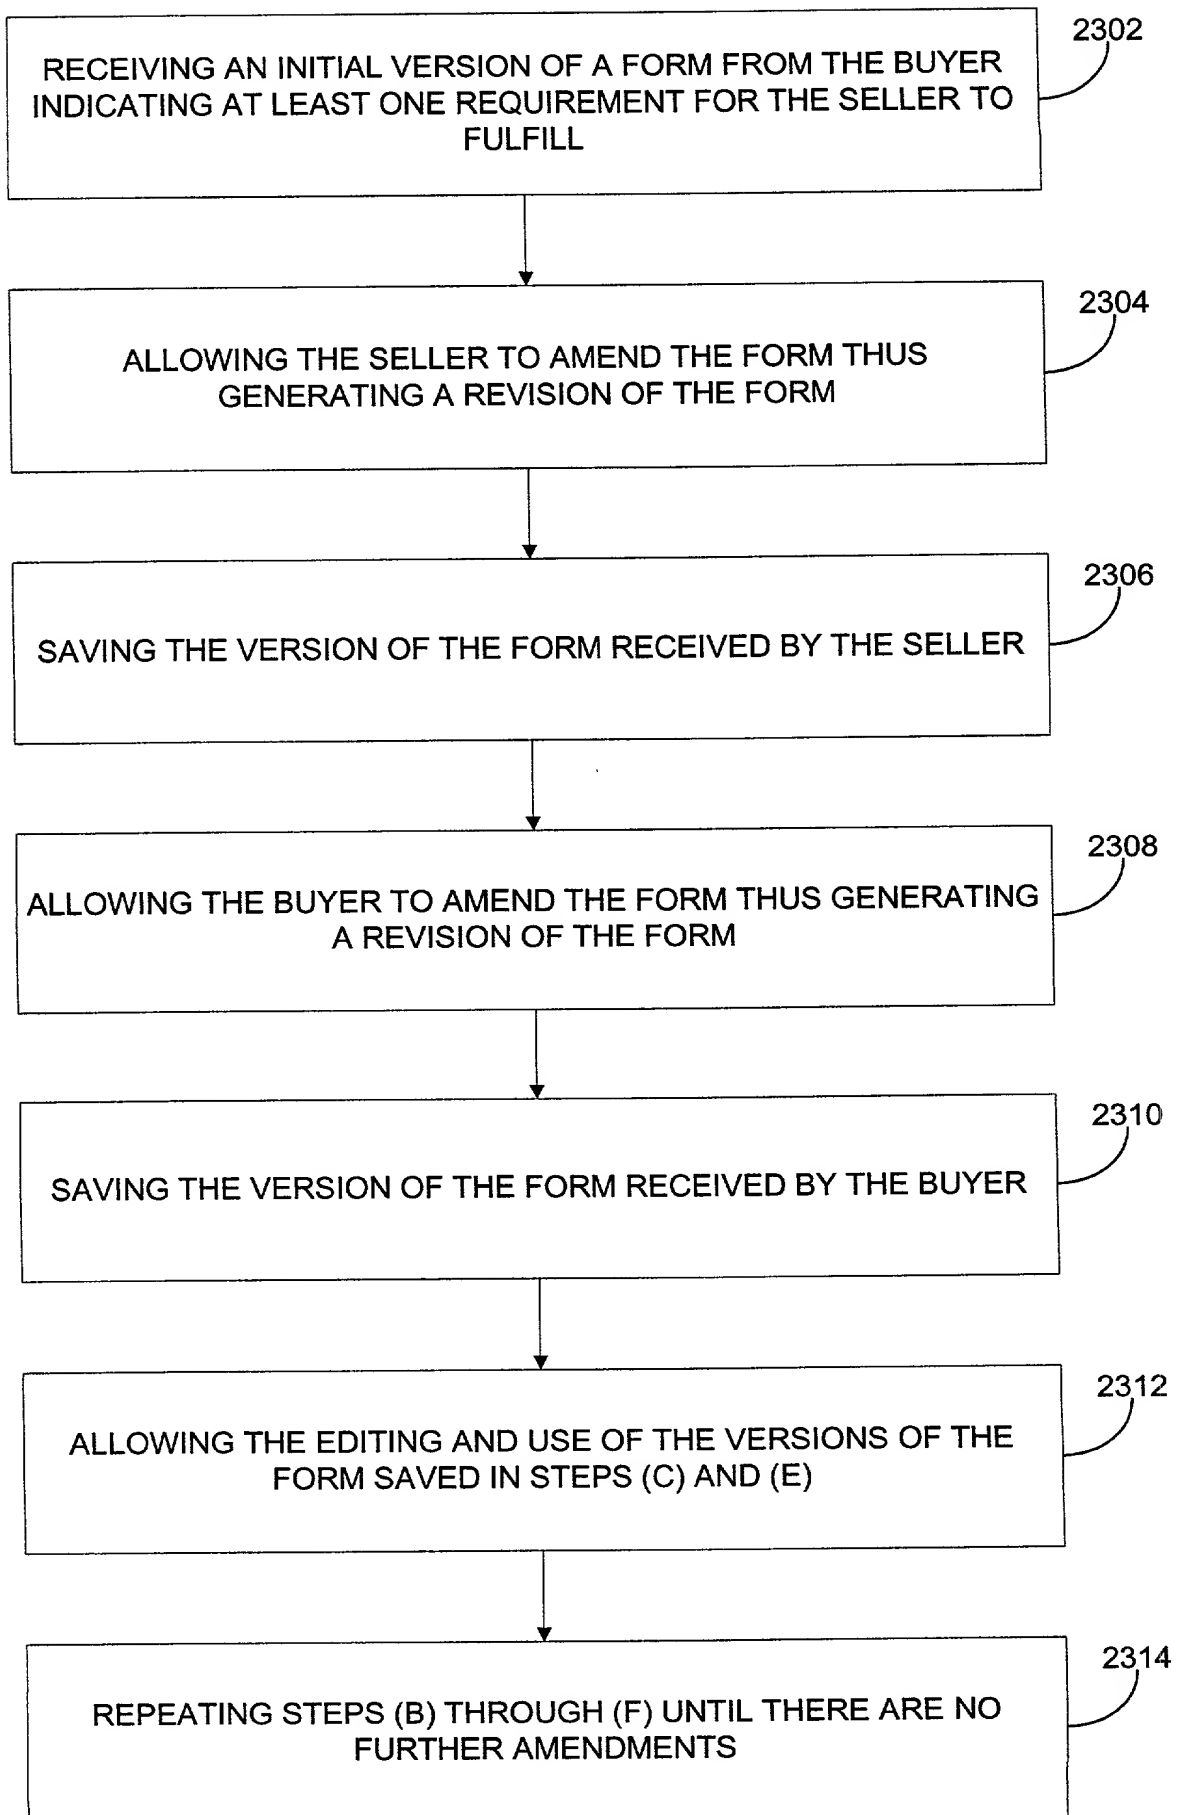 2302
RECEIVING AN INITIAL VERSION OF A FORM FROM THE BUYER
INDICATING AT LEAST ONE REQUIREMENT FOR THE SELLER TO
FULFILL
2304
ALLOWING THE SELLER TO AMEND THE FORM THUS
GENERATING A REVISION OF THE FORM
2306
SAVING THE VERSION OF THE FORM RECEIVED BY THE SELLER
2308
ALLOWING THE BUYER TO AMEND THE FORM THUS GENERATING
A REVISION OF THE FORM
2310
SAVING THE VERSION OF THE FORM RECEIVED BY THE BUYER
2312
ALLOWING THE EDITING AND USE OF THE VERSIONS OF THE
FORM SAVED IN STEPS (C) AND (E)
2314
REPEATING STEPS (B) THROUGH (F) UNTIL THERE ARE NO
FURTHER AMENDMENTS